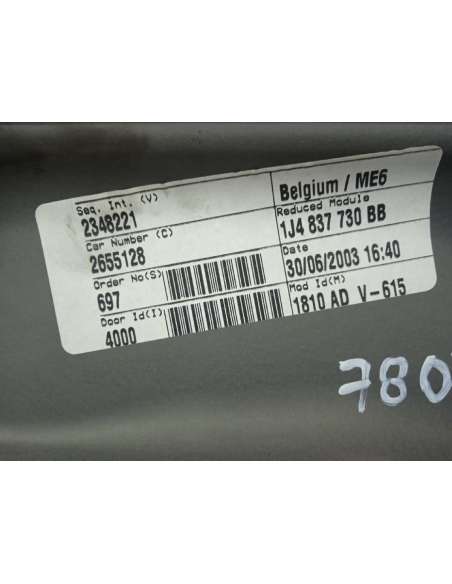 Seq. Int. (V)
2348221
Car Number (C)
2655128
Order No(S)
697
Door Id(I)
4000
Belgium / ME6
Reduced Module
1J4 837 730 BB
Date
30/06/2003 16:40
Mod Id(M)
1810 AD V-615
780